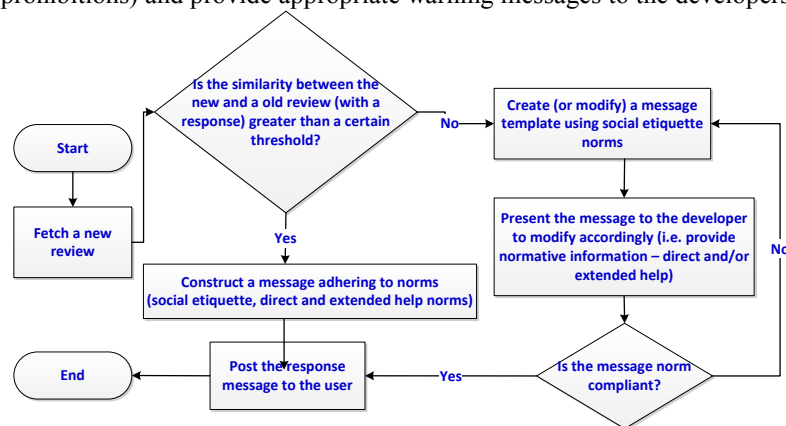 prohibitions) and provide appropriate warning messages to the developers
Is the similarity between the
new and a old review (with a
response) greater than a certain
threshold?
No
Create (or modify) a message
template using social etiquette
norms
Start
Fetch a new
review
Present the message to the developer
to modify accordingly (i.e. provide
normative information – direct and/or
extended help)
No
Yes
Construct a message adhering to norms
(social etiquette, direct and extended help norms)
End
Post the response
message to the user
Yes
Is the message norm
compliant?